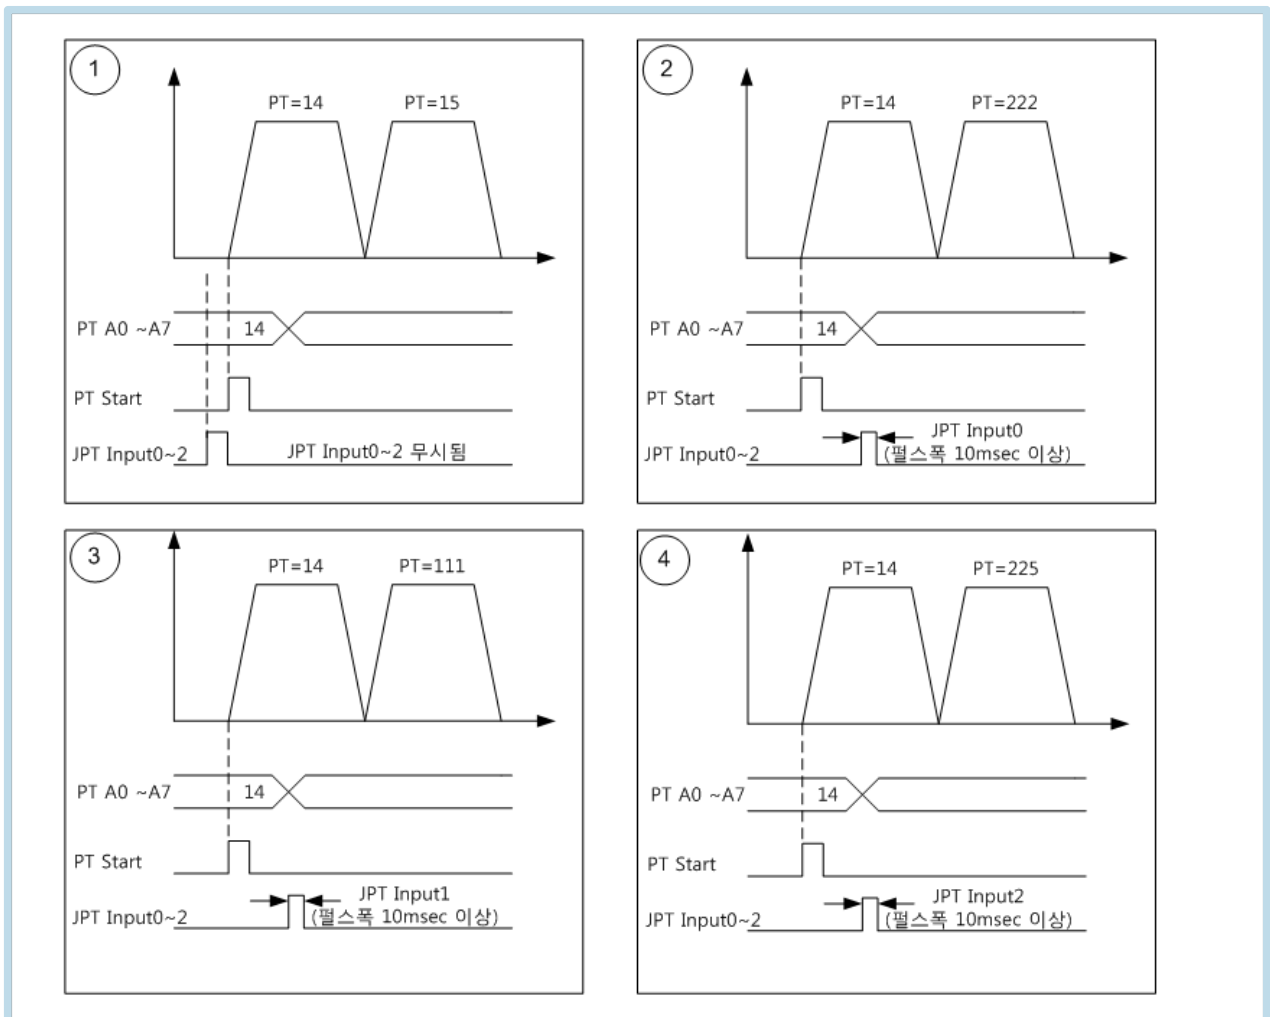 1
PT=14
PT=15
PT A0 ~A7
14
PT Start
JPT Input0~2
JPT Input0~2 무시됨
2
PT=14
PT=222
PT A0 ~A7
14
PT Start
JPT Input0~2
JPT Input0
(펄스폭 10msec 이상)
3
PT=14
PT=111
PT A0 ~A7
14
PT Start
JPT Input0~2
JPT Input1
(펄스폭 10msec 이상)
4
PT=14
PT=225
PT A0 ~A7
14
PT Start
JPT Input0~2
JPT Input2
(펄스폭 10msec 이상)